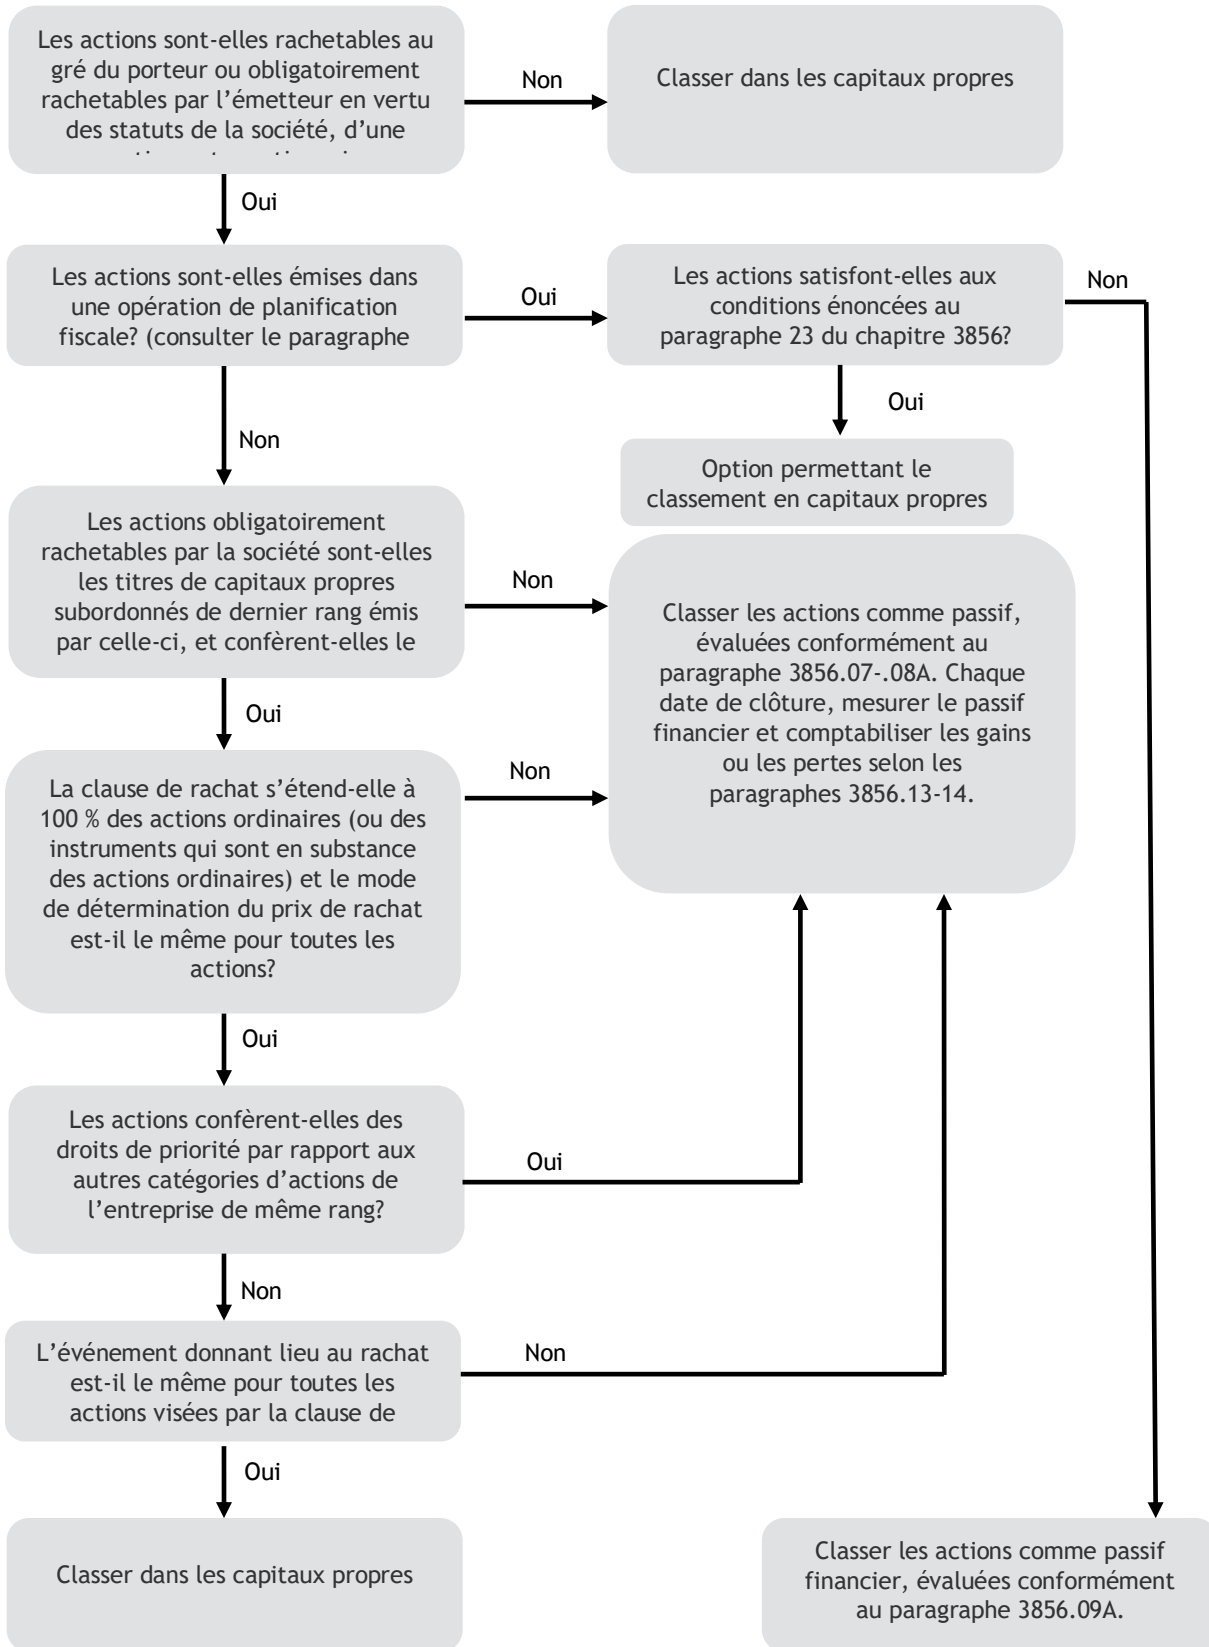 Les actions sont-elles rachetables au
gré du porteur ou obligatoirement
rachetables par l'émetteur en vertu
des statuts de la société, d'une
Non
Classer dans les capitaux propres
Oui
Les actions sont-elles émises dans
une opération de planification
fiscale? (consulter le paragraphe
Oui
Les actions satisfont-elles aux
conditions énoncées au
paragraphe 23 du chapitre 3856?
Non
Oui
Option permettant le
classement en capitaux propres
Non
Les actions obligatoirement
rachetables par la société sont-elles
les titres de capitaux propres
subordonnés de dernier rang émis
par celle-ci, et confèrent-elles le
Non
Classer les actions comme passif,
évaluées conformément au
paragraphe 3856.07-.08A. Chaque
date de clôture, mesurer le passif
financier et comptabiliser les gains
ou les pertes selon les
paragraphes 3856.13-14.
Oui
La clause de rachat s'étend-elle à
100 % des actions ordinaires (ou des
instruments qui sont en substance
des actions ordinaires) et le mode
de détermination du prix de rachat
est-il le même pour toutes les
actions?
Non
Oui
Les actions confèrent-elles des
droits de priorité par rapport aux
autres catégories d'actions de
l'entreprise de même rang?
Oui
Non
L'événement donnant lieu au rachat
est-il le même pour toutes les
actions visées par la clause de
Non
Oui
Classer dans les capitaux propres
Classer les actions comme passif
financier, évaluées conformément
au paragraphe 3856.09A.